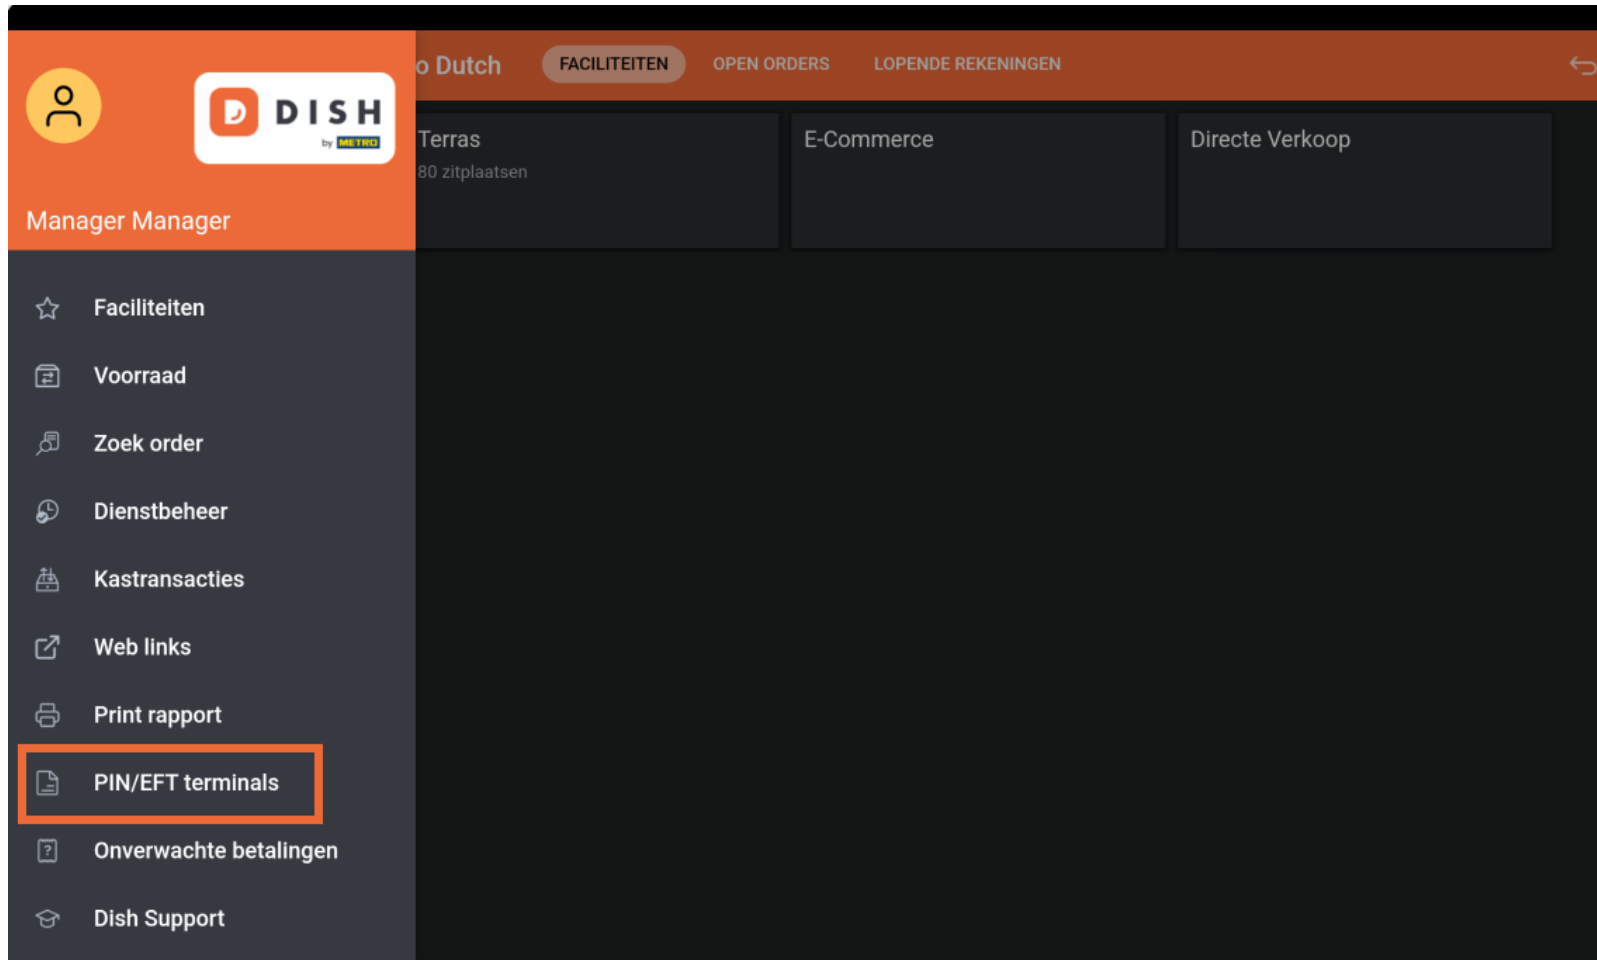 o Dutch
FACILITEITEN
OPEN ORDERS
LOPENDE REKENINGEN
DISH
by METRO
Manager Manager
Terras
80 zitplaatsen
E-Commerce
Directe Verkoop
Faciliteiten
Voorraad
Zoek order
Dienstbeheer
Kastransacties
Web links
Print rapport
PIN/EFT terminals
Onverwachte betalingen
Dish Support